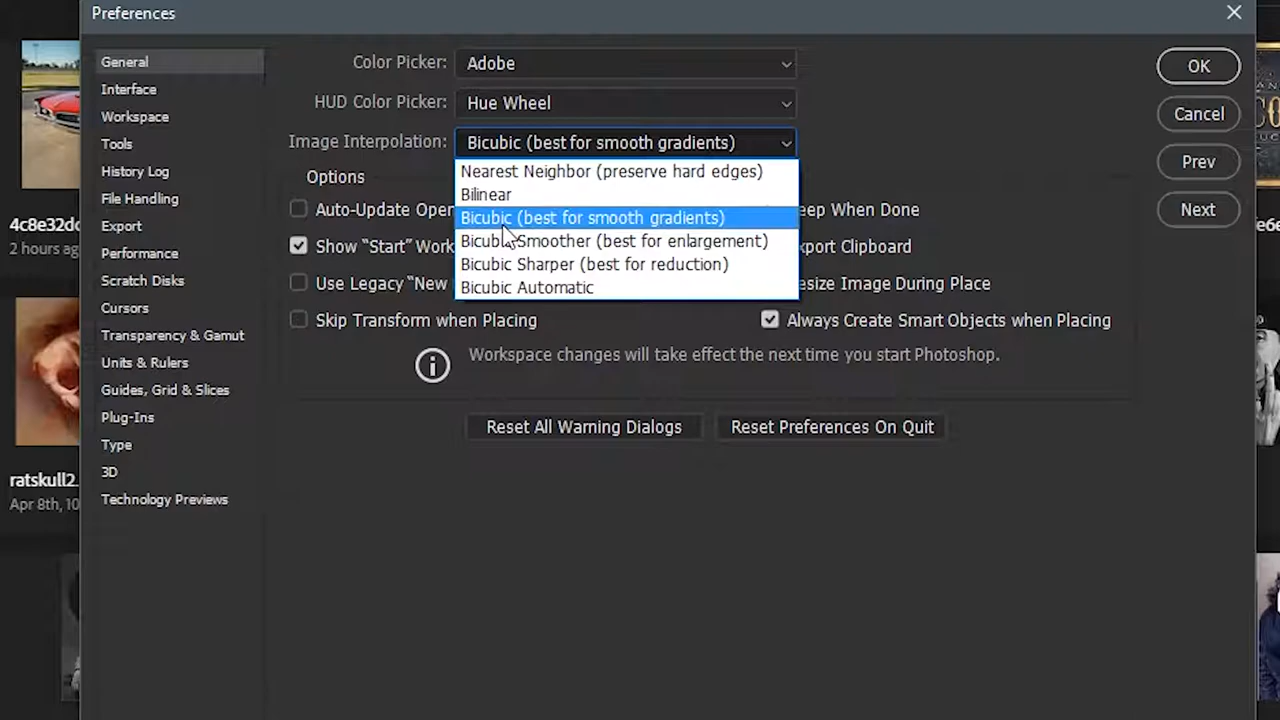 Preferences
General
Interface
Workspace
Tools
History Log
File Handling
Export
Performance
Scratch Disks
Cursors
Transparency & Gamut
Units & Rulers
Guides, Grid & Slices
Plug-Ins
Type
3D
Technology Previews
Color Picker: Adobe
HUD Color Picker: Hue Wheel
Image Interpolation: Bicubic (best for smooth gradients)
Nearest Neighbor (preserve hard edges)
Bilinear
Bicubic (best for smooth gradients)
Bicubic Smoother (best for enlargement)
Bicubic Sharper (best for reduction)
Bicubic Automatic
Options
Auto-Update Oper
eep When Done
Show “Start” Work
xport Clipboard
Use Legacy “New
esize Image During Place
Skip Transform when Placing
Always Create Smart Objects when Placing
Workspace changes will take effect the next time you start Photoshop.
Reset All Warning Dialogs
Reset Preferences On Quit
OK
Cancel
Prev
Next
4c8e32dc
2 hours ago
ratskull2.
Apr 8th, 10